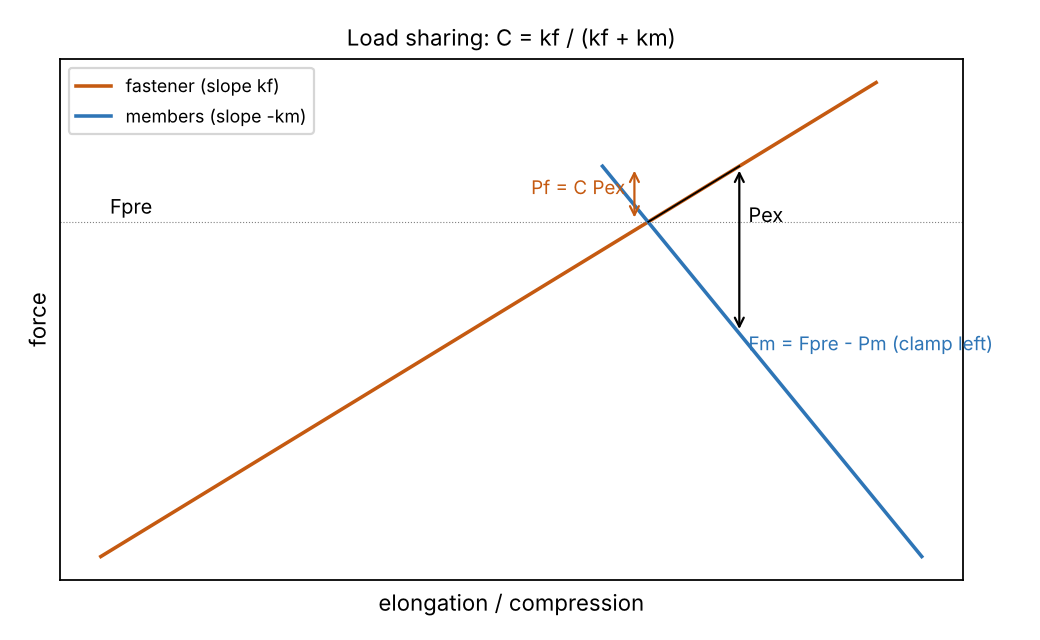 Load sharing: C = kf / (kf + km)
fastener (slope kf)
members (slope -km)
Pf = C Pex
Fpre
Pex
Fm = Fpre - Pm (clamp left)
force
elongation / compression